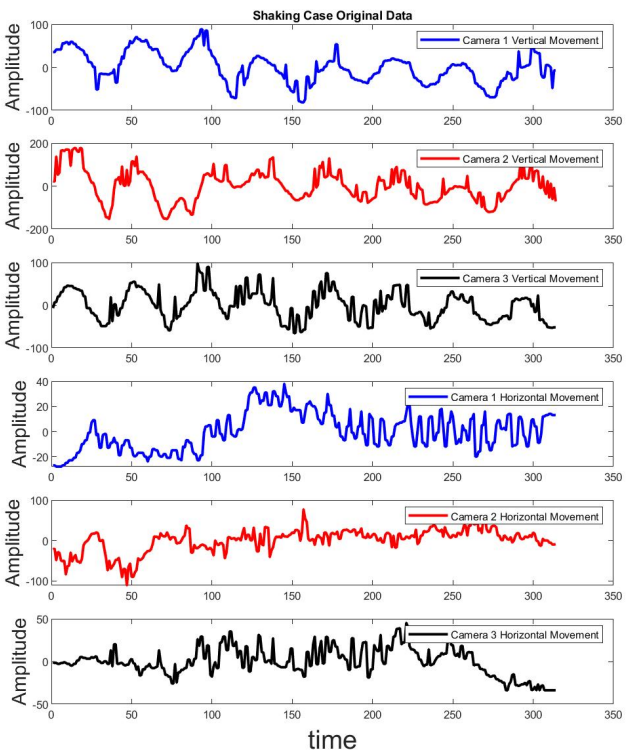 Shaking Case Original Data
Amplitude
100
0
-100
Camera 1 Vertical Movement
0 50 100 150 200 250 300 350
Amplitude
200
0
-200
Camera 2 Vertical Movement
0 50 100 150 200 250 300 350
Amplitude
100
0
-100
Camera 3 Vertical Movement
0 50 100 150 200 250 300 350
Amplitude
40
20
0
-20
Camera 1 Horizontal Movement
0 50 100 150 200 250 300 350
Amplitude
100
0
-100
Camera 2 Horizontal Movement
0 50 100 150 200 250 300 350
Amplitude
50
0
-50
Camera 3 Horizontal Movement
0 50 100 150 200 250 300 350
time